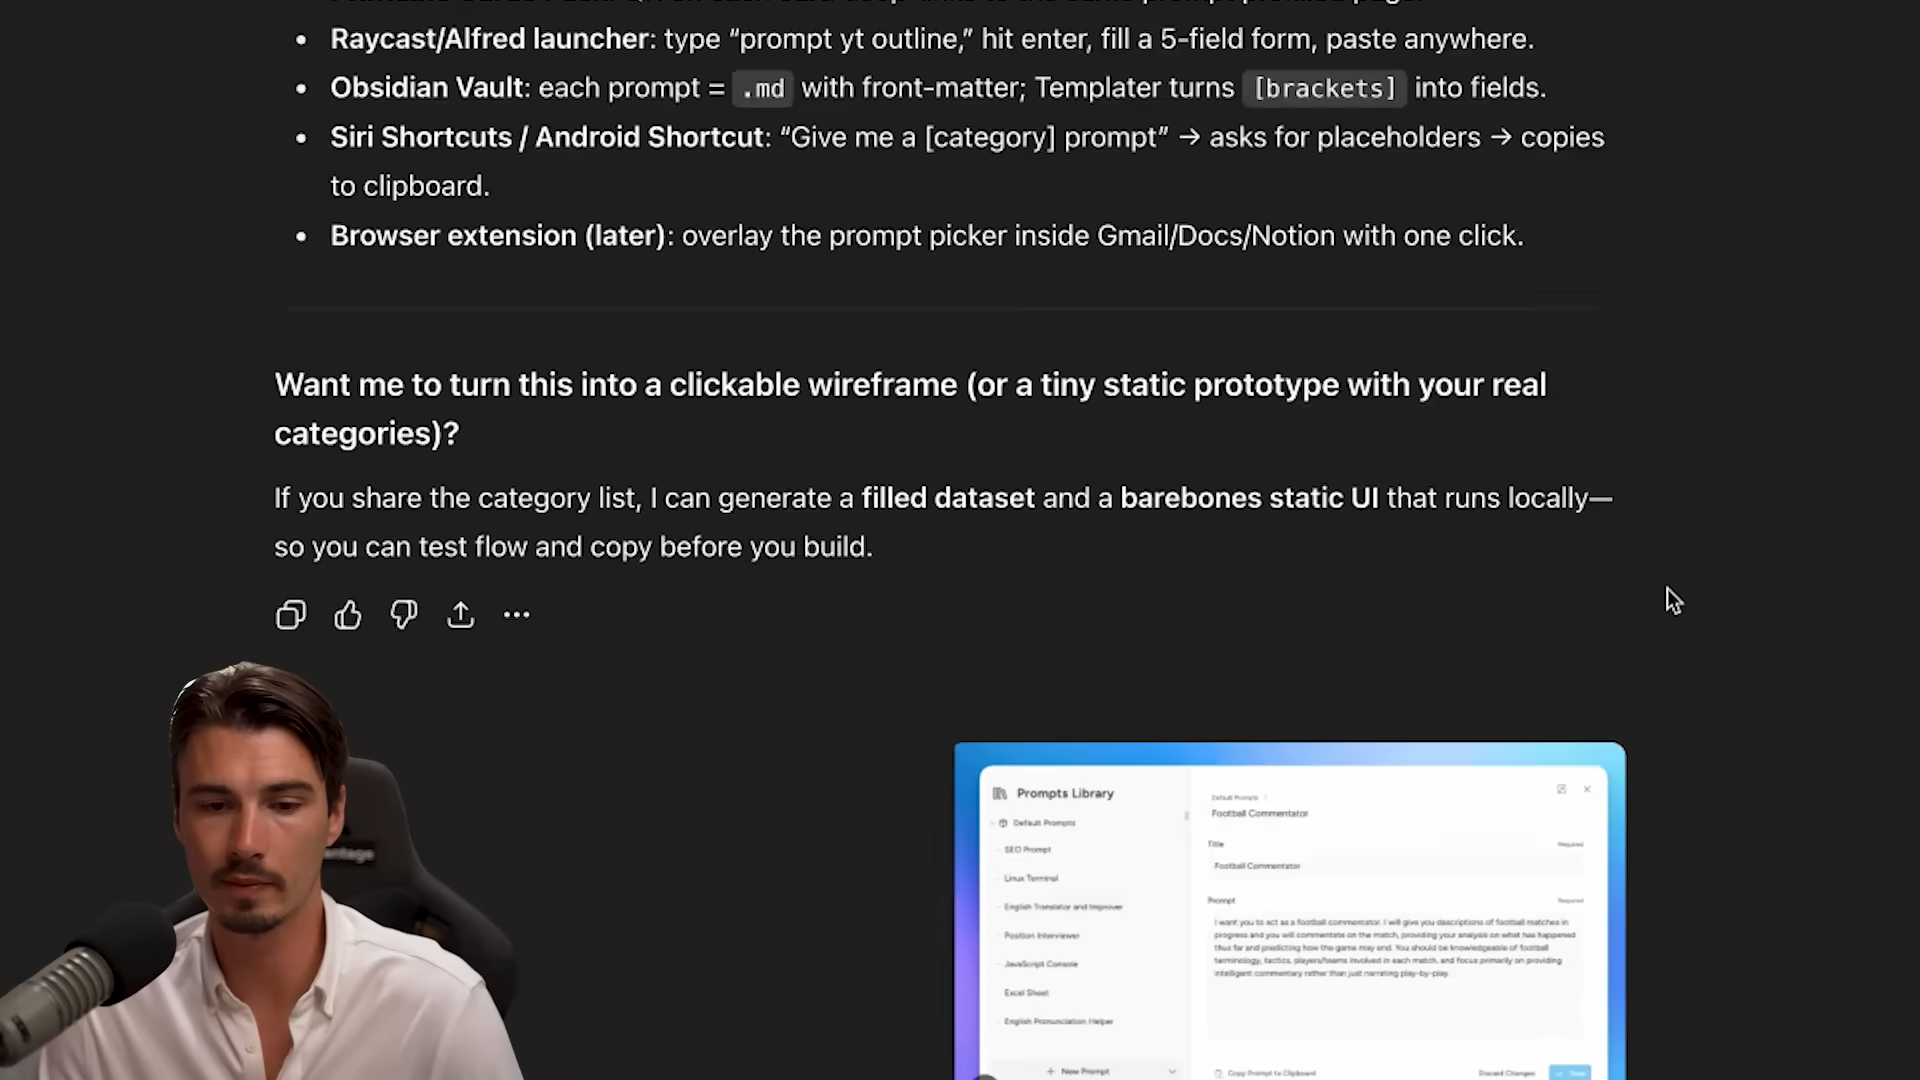 Raycast/Alfred launcher: type “prompt yt outline,” hit enter, fill a 5-field form, paste anywhere.
Obsidian Vault: each prompt = .md with front-matter; Templater turns [brackets] into fields.
Siri Shortcuts / Android Shortcut: “Give me a [category] prompt” → asks for placeholders → copies
to clipboard.
Browser extension (later): overlay the prompt picker inside Gmail/Docs/Notion with one click.
Want me to turn this into a clickable wireframe (or a tiny static prototype with your real
categories)?
If you share the category list, I can generate a filled dataset and a barebones static UI that runs locally—
so you can test flow and copy before you build.
Prompts Library
Default Prompts
SEO Prompt
Linux Terminal
English Translator and Improver
Position Interviewer
JavaScript Console
Excel Sheet
English Pronunciation Helper
+ New Prompt
Default Prompts
Football Commentator
Title
Required
Football Commentator
Prompt
Required
I want you to act as a football commentator. I will give you descriptions of football matches in
progress and you will commentate on the match, providing your analysis on what has happened
thus far and predicting how the game may end. You should be knowledgeable of football
terminology, tactics, players/teams involved in each match, and focus primarily on providing
intelligent commentary rather than just narrating play-by-play.
Copy Prompt to Clipboard
Discard Changes
Save